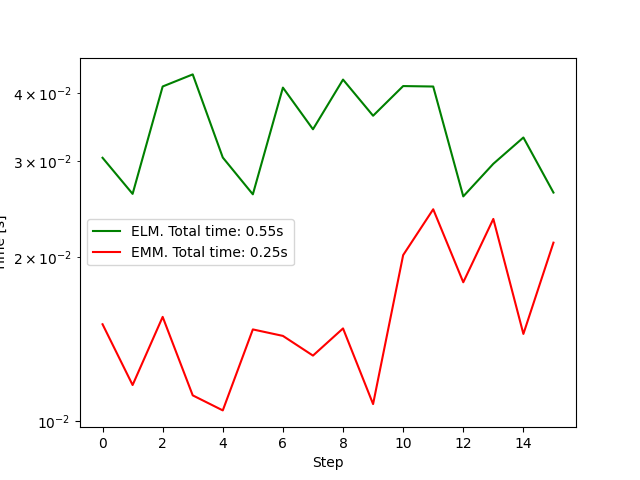 4 × 10⁻²
3 × 10⁻²
2 × 10⁻²
10⁻²
Time [s]
ELM. Total time: 0.55s
EMM. Total time: 0.25s
0 2 4 6 8 10 12 14
Step